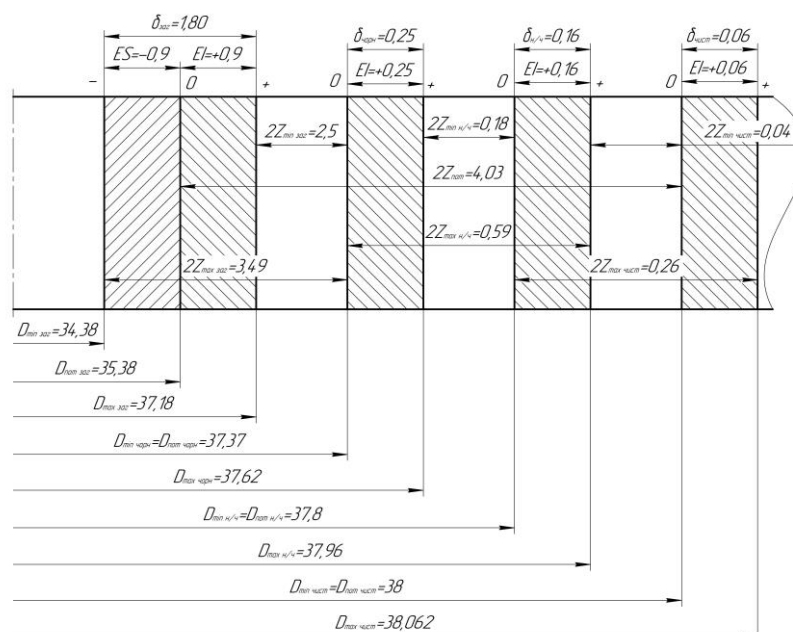 δзаг=1,80 δчорн=0,25 δн/ч=0,16 δчист=0,06
ES=−0,9 EI=+0,9 EI=+0,25 EI=+0,16 EI=+0,06
− 0 + 0 + 0 + 0 +
2Zmin заг=2,5 2Zmin н/ч=0,18 2Zmin чист=0,04
2Zном=4,03
2Zmax н/ч=0,59
2Zmax заг=3,49 2Zmax чист=0,26
Dmin заг=34,38
Dном заг=35,38
Dmax заг=37,18
Dmin чорн=Dном чорн=37,37
Dmax чорн=37,62
Dmin н/ч=Dном н/ч=37,8
Dmax н/ч=37,96
Dmin чист=Dном чист=38
Dmax чист=38,062